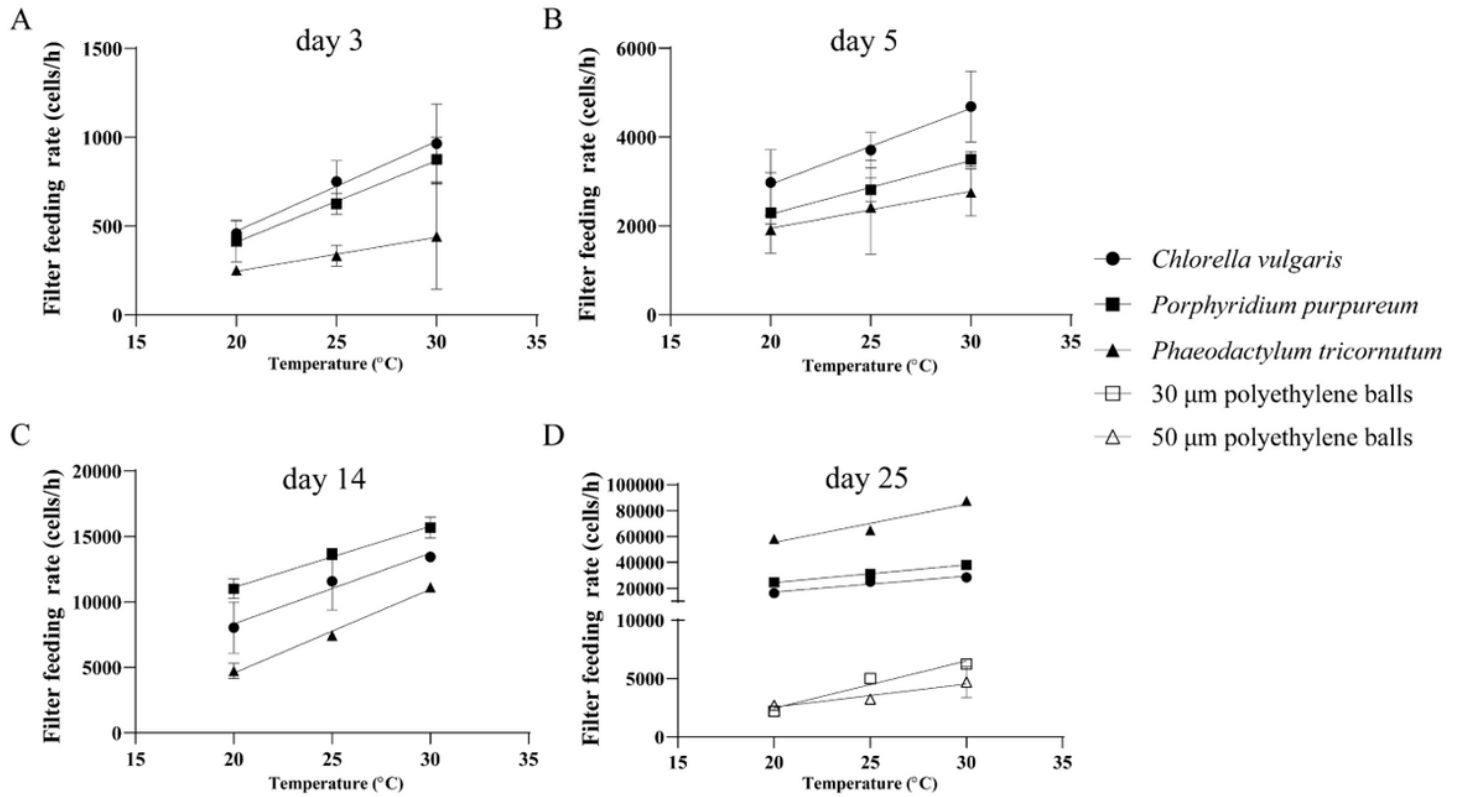 A
day 3
Filter feeding rate (cells/h)
1500
1000
500
0
15 20 25 30 35
Temperature (°C)
B
day 5
Filter feeding rate (cells/h)
6000
4000
2000
0
15 20 25 30 35
Temperature (°C)
Chlorella vulgaris
Porphyridium purpureum
Phaeodactylum tricornutum
30 μm polyethylene balls
50 μm polyethylene balls
C
day 14
Filter feeding rate (cells/h)
20000
15000
10000
5000
0
15 20 25 30 35
Temperature (°C)
D
day 25
Filter feeding rate (cells/h)
100000
80000
60000
40000
20000
10000
5000
0
15 20 25 30 35
Temperature (°C)